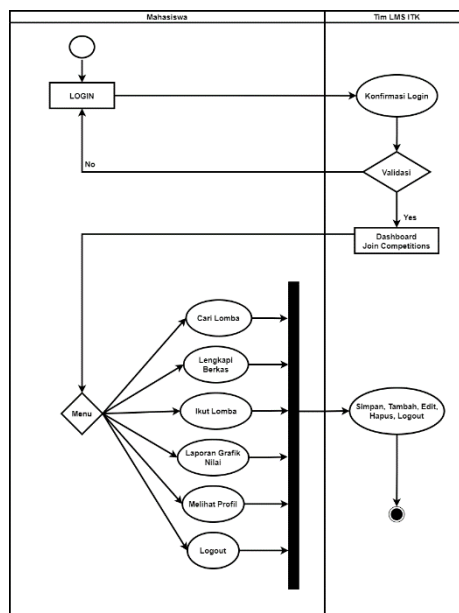 Mahasiswa
Tim LMS ITK
LOGIN
Konfirmasi Login
No
Validasi
Yes
Dashboard
Join Competitions
Cari Lomba
Lengkapi
Berkas
Menu
Ikut Lomba
Simpan, Tambah, Edit,
Hapus, Logout
Laporan Grafik
Nilai
Melihat Profil
Logout